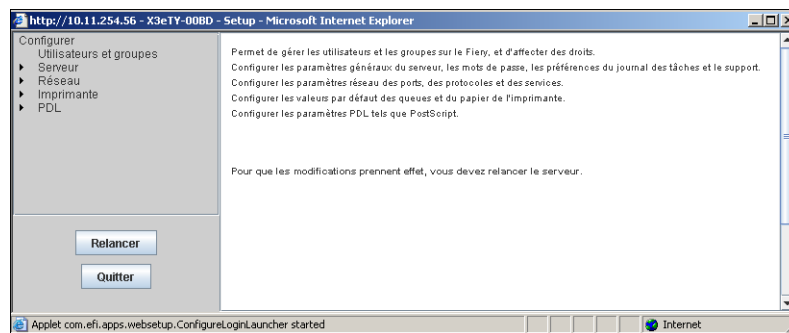 http://10.11.254.56 - X3eTY-00BD - Setup - Microsoft Internet Explorer
Configurer
Utilisateurs et groupes
Serveur
Réseau
Imprimante
PDL
Permet de gérer les utilisateurs et les groupes sur le Fiery, et d'affecter des droits.
Configurer les paramètres généraux du serveur, les mots de passe, les préférences du journal des tâches et le support.
Configurer les paramètres réseau des ports, des protocoles et des services.
Configurer les valeurs par défaut des queues et du papier de l'imprimante.
Configurer les paramètres PDL tels que PostScript.
Pour que les modifications prennent effet, vous devez relancer le serveur.
Relancer
Quitter
Applet com.efi.apps.websetup.ConfigureLoginLauncher started
Internet